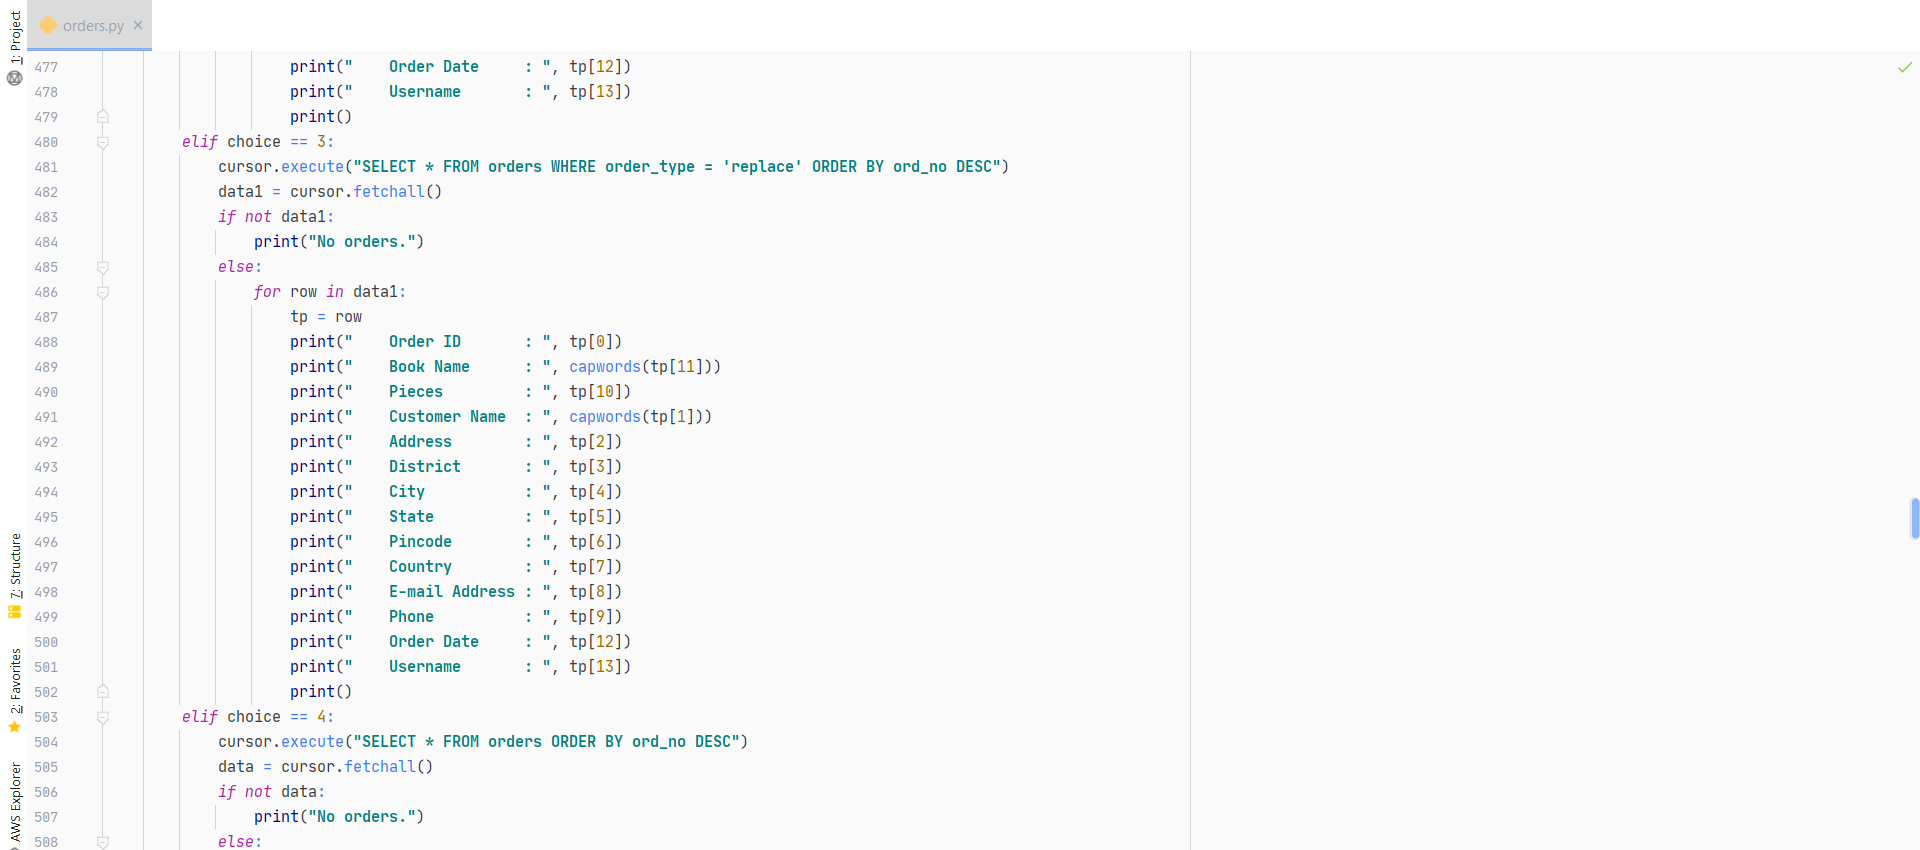 orders.py
1: Project
7: Structure
2: Favorites
AWS Explorer
477                 print("    Order Date     : ", tp[12])
478                 print("    Username       : ", tp[13])
479                 print()
480     elif choice == 3:
481         cursor.execute("SELECT * FROM orders WHERE order_type = 'replace' ORDER BY ord_no DESC")
482         data1 = cursor.fetchall()
483         if not data1:
484             print("No orders.")
485         else:
486             for row in data1:
487                 tp = row
488                 print("    Order ID       : ", tp[0])
489                 print("    Book Name      : ", capwords(tp[11]))
490                 print("    Pieces         : ", tp[10])
491                 print("    Customer Name  : ", capwords(tp[1]))
492                 print("    Address        : ", tp[2])
493                 print("    District       : ", tp[3])
494                 print("    City           : ", tp[4])
495                 print("    State          : ", tp[5])
496                 print("    Pincode        : ", tp[6])
497                 print("    Country        : ", tp[7])
498                 print("    E-mail Address : ", tp[8])
499                 print("    Phone          : ", tp[9])
500                 print("    Order Date     : ", tp[12])
501                 print("    Username       : ", tp[13])
502                 print()
503     elif choice == 4:
504         cursor.execute("SELECT * FROM orders ORDER BY ord_no DESC")
505         data = cursor.fetchall()
506         if not data:
507             print("No orders.")
508         else: